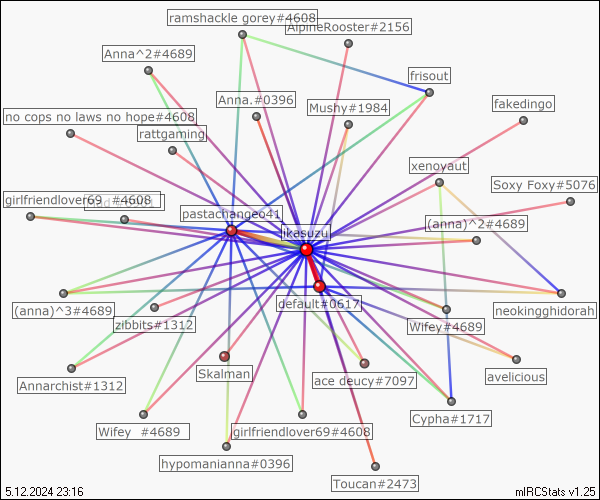 ramshackle gorey#4608
AlpineRooster#2156
Anna^2#4689
frisout
Anna.#0396
Mushy#1984
fakedingo
no cops no laws no hope#4608
rattgaming
xenoyaut
Soxy Foxy#5076
girlfriendlover69 #4608
pastachangeo41
(anna)^2#4689
jkasuzu
default#0617
(anna)^3#4689
zibbits#1312
Wifey#4689
neokingghidorah
Skalman
ace deucy#7097
avelicious
Annarchist#1312
Cypha#1717
Wifey #4689
girlfriendlover69#4608
hypomanianna#0396
Toucan#2473
5.12.2024 23:16
mIRCStats v1.25